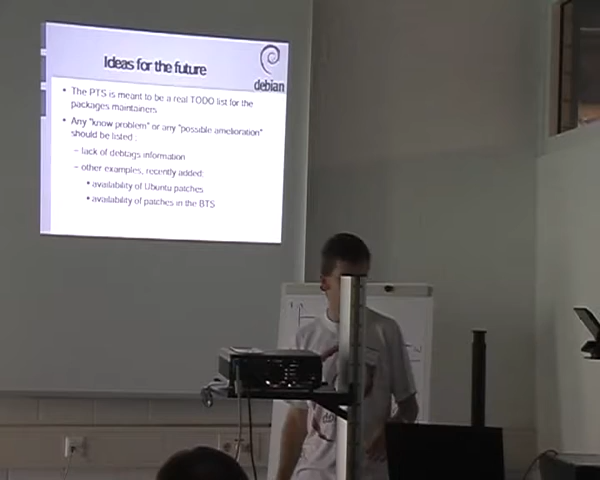 Ideas for the future
debian
• The PTS is meant to be a real TODO list for the
packages maintainers
• Any "know problem" or any "possible amelioration"
should be listed :
– lack of debtags information
– other examples, recently added:
• availability of Ubuntu patches
• availability of patches in the BTS